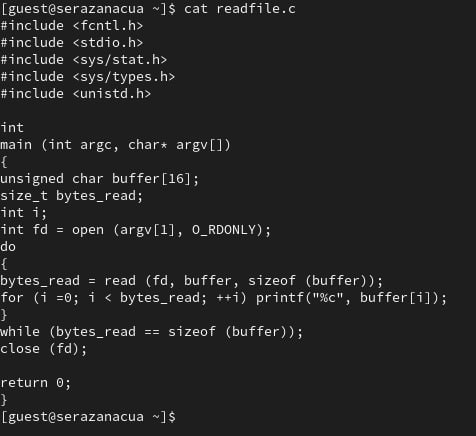 [guest@serazanacua ~]$ cat readfile.c
#include <fcntl.h>
#include <stdio.h>
#include <sys/stat.h>
#include <sys/types.h>
#include <unistd.h>

int
main (int argc, char* argv[])
{
unsigned char buffer[16];
size_t bytes_read;
int i;
int fd = open (argv[1], O_RDONLY);
do
{
bytes_read = read (fd, buffer, sizeof (buffer));
for (i =0; i < bytes_read; ++i) printf("%c", buffer[i]);
}
while (bytes_read == sizeof (buffer));
close (fd);

return 0;
}
[guest@serazanacua ~]$